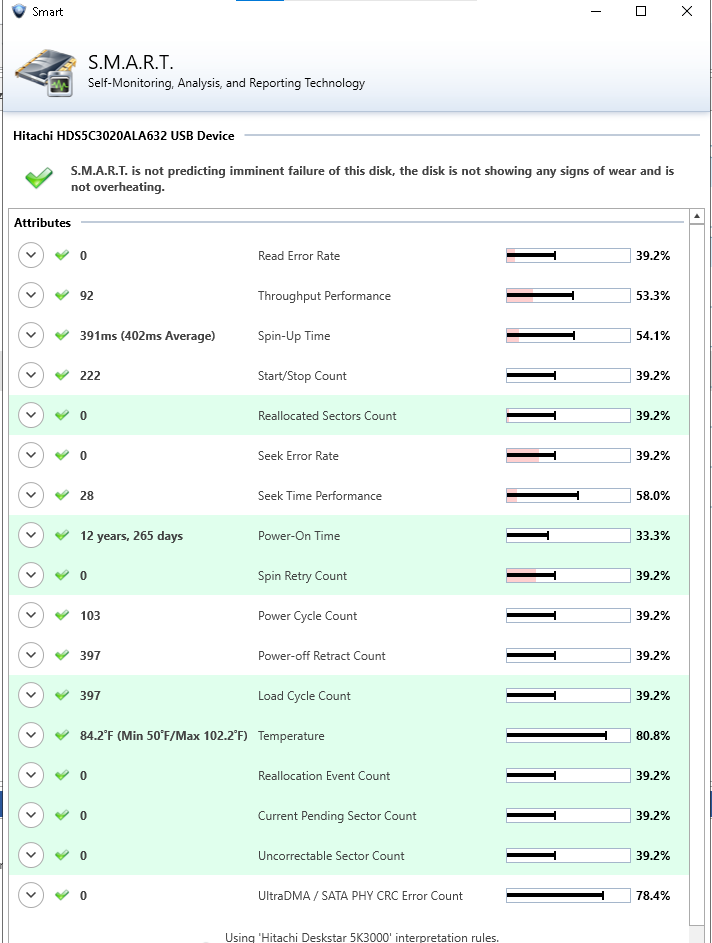 Smart
S.M.A.R.T.
Self-Monitoring, Analysis, and Reporting Technology
Hitachi HDS5C3020ALA632 USB Device
S.M.A.R.T. is not predicting imminent failure of this disk, the disk is not showing any signs of wear and is
not overheating.
Attributes
0 Read Error Rate 39.2%
92 Throughput Performance 53.3%
391ms (402ms Average) Spin-Up Time 54.1%
222 Start/Stop Count 39.2%
0 Reallocated Sectors Count 39.2%
0 Seek Error Rate 39.2%
28 Seek Time Performance 58.0%
12 years, 265 days Power-On Time 33.3%
0 Spin Retry Count 39.2%
103 Power Cycle Count 39.2%
397 Power-off Retract Count 39.2%
397 Load Cycle Count 39.2%
84.2°F (Min 50°F/Max 102.2°F) Temperature 80.8%
0 Reallocation Event Count 39.2%
0 Current Pending Sector Count 39.2%
0 Uncorrectable Sector Count 39.2%
0 UltraDMA / SATA PHY CRC Error Count 78.4%
Using 'Hitachi Deskstar 5K3000' interpretation rules.